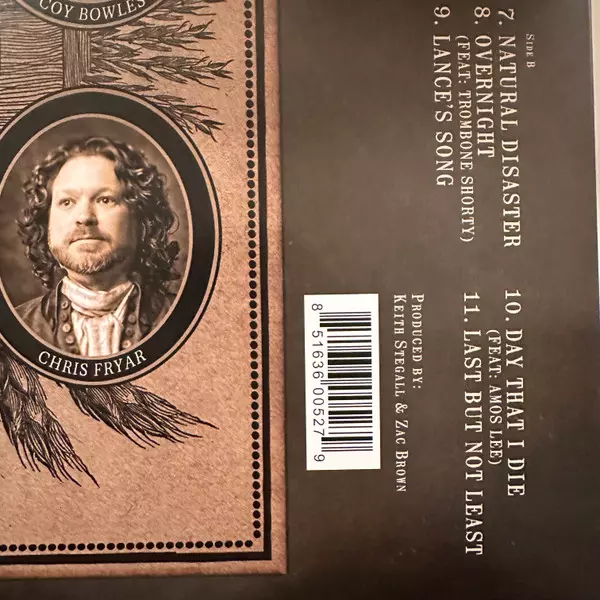 COY BOWLES
CHRIS FRYAR
SIDE B
7. NATURAL DISASTER
8. OVERNIGHT
(FEAT: TROMBONE SHORTY)
9. LANCE'S SONG
10. DAY THAT I DIE
(FEAT: AMOS LEE)
11. LAST BUT NOT LEAST
PRODUCED BY:
KEITH STEGALL & ZAC BROWN
8 51636 00527 9